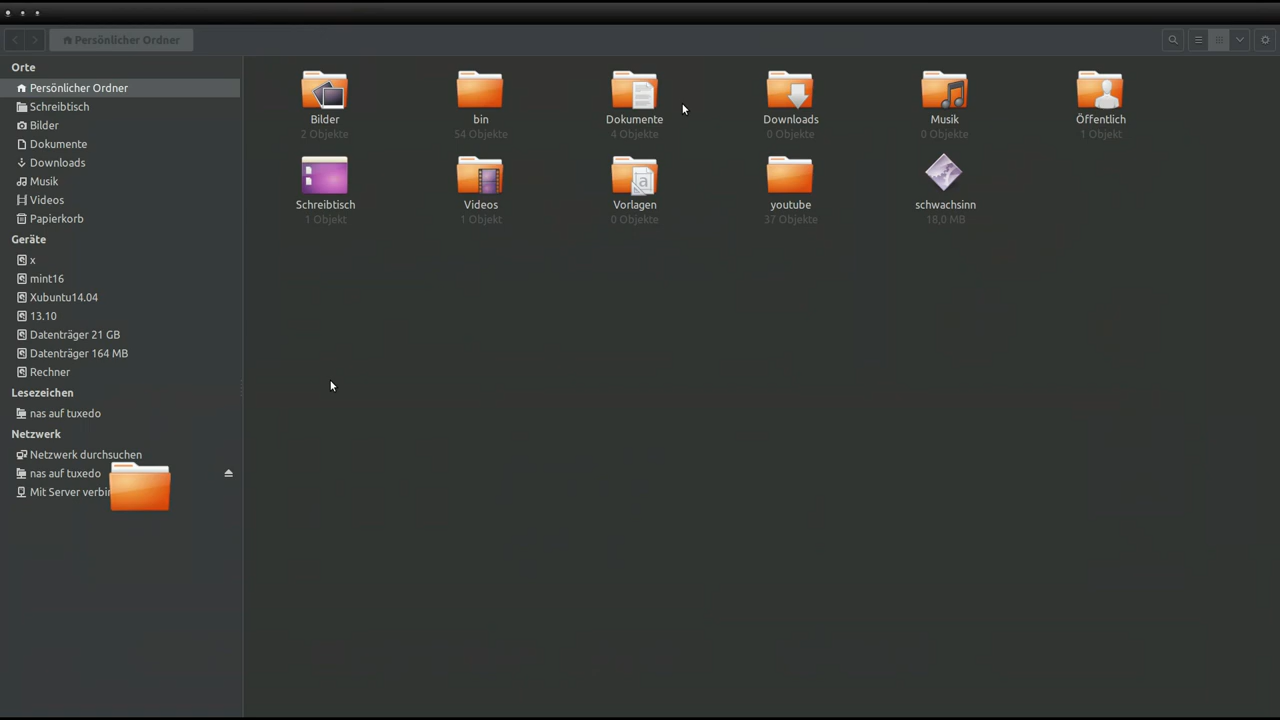 Persönlicher Ordner
Orte
Persönlicher Ordner
Schreibtisch
Bilder
Dokumente
Downloads
Musik
Videos
Papierkorb
Geräte
x
mint16
Xubuntu14.04
13.10
Datenträger 21 GB
Datenträger 164 MB
Rechner
Lesezeichen
nas auf tuxedo
Netzwerk
Netzwerk durchsuchen
nas auf tuxedo
Mit Server verbin
Bilder
2 Objekte
bin
54 Objekte
Dokumente
4 Objekte
Downloads
0 Objekte
Musik
0 Objekte
Öffentlich
1 Objekt
Schreibtisch
1 Objekt
Videos
1 Objekt
Vorlagen
0 Objekte
youtube
37 Objekte
schwachsinn
18,0 MB